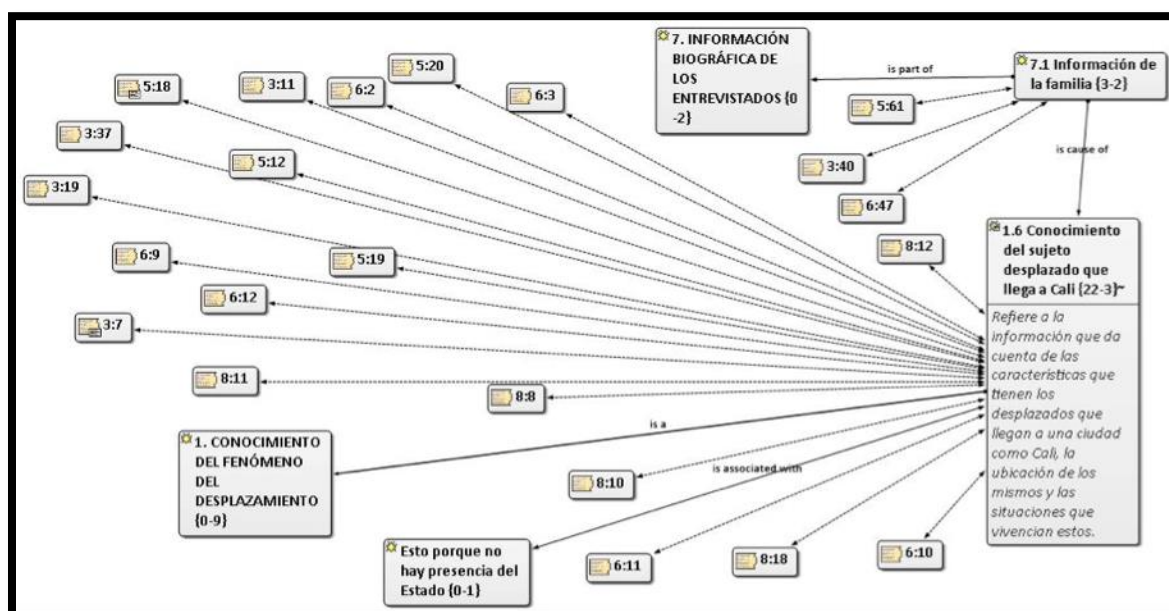 7. INFORMACIÓN
BIOGRÁFICA DE
LOS
ENTREVISTADOS {0
-2}
is part of
7.1 Información de
la familia {3-2}
5:20
5:18
3:11
6:2
6:3
5:61
3:37
5:12
is cause of
3:40
3:19
6:47
1.6 Conocimiento
del sujeto
desplazado que
llega a Cali {22-3}~
Refiere a la
información que da
cuenta de las
características que
tienen los
desplazados que
llegan a una ciudad
como Cali, la
ubicación de los
mismos y las
situaciones que
vivencian estos.
8:12
6:9
5:19
6:12
3:7
8:11
8:8
is a
1. CONOCIMIENTO
DEL FENÓMENO
DEL
DESPLAZAMIENTO
{0-9}
is associated with
8:10
Esto porque no
hay presencia del
Estado {0-1}
6:11
8:18
6:10